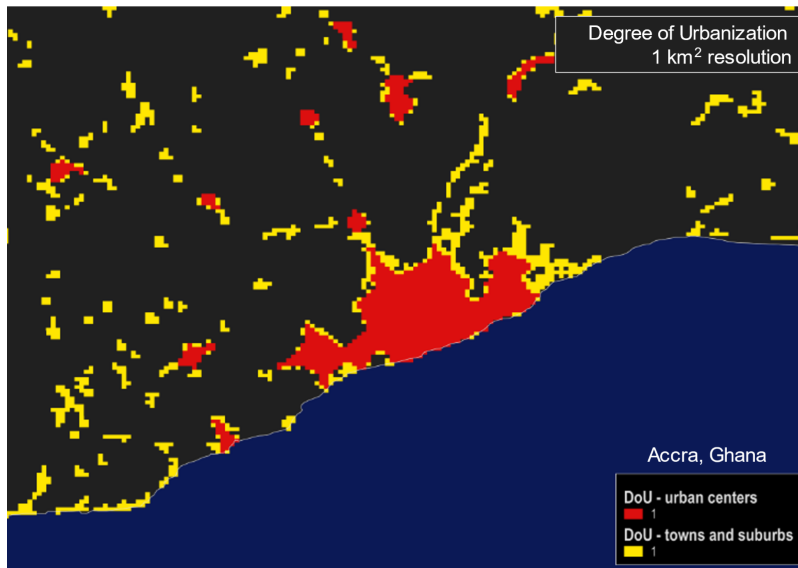 Degree of Urbanization
1 km² resolution
Accra, Ghana
DoU - urban centers
1
DoU - towns and suburbs
1